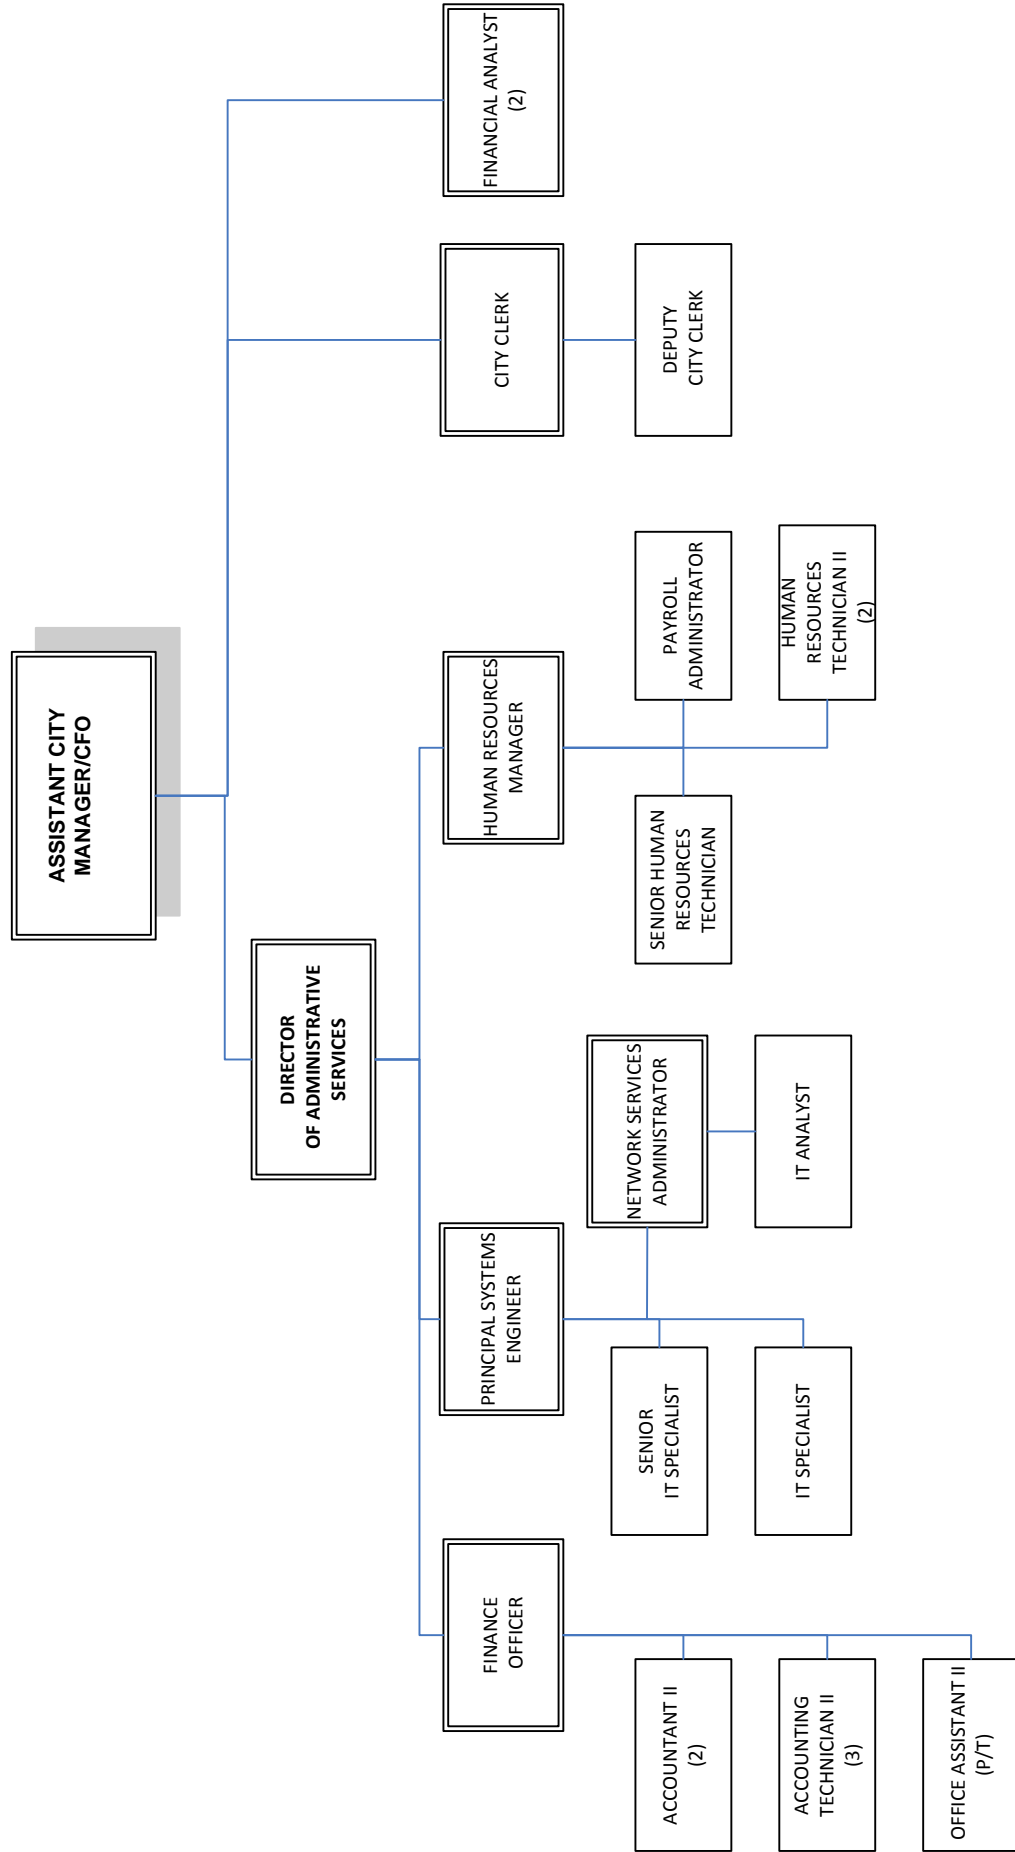 ASSISTANT CITY
MANAGER/CFO
DIRECTOR
OF ADMINISTRATIVE
SERVICES
FINANCE
OFFICER
PRINCIPAL SYSTEMS
ENGINEER
HUMAN RESOURCES
MANAGER
CITY CLERK
FINANCIAL ANALYST
(2)
ACCOUNTANT II
(2)
ACCOUNTING
TECHNICIAN II
(3)
OFFICE ASSISTANT II
(P/T)
SENIOR
IT SPECIALIST
IT SPECIALIST
NETWORK SERVICES
ADMINISTRATOR
IT ANALYST
SENIOR HUMAN
RESOURCES
TECHNICIAN
PAYROLL
ADMINISTRATOR
HUMAN
RESOURCES
TECHNICIAN II
(2)
DEPUTY
CITY CLERK